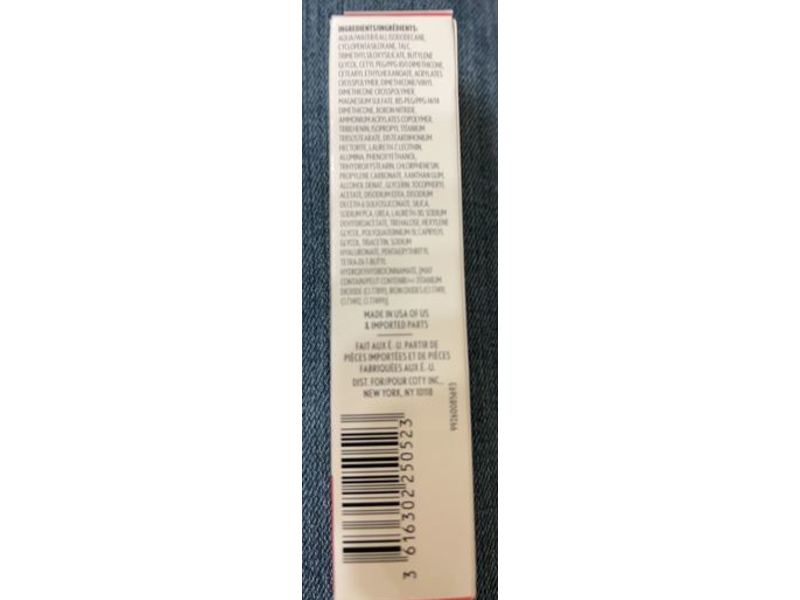 INGREDIENTS/INGRÉDIENTS:
AQUA/WATER/EAU, ISODODECANE,
CYCLOPENTASILOXANE, TALC,
TRIMETHYLSILOXYSILICATE, BUTYLENE
GLYCOL, CETYL PEG/PPG-10/1 DIMETHICONE,
CETEARYL ETHYLHEXANOATE, ACRYLATES
CROSSPOLYMER, DIMETHICONE/VINYL
DIMETHICONE CROSSPOLYMER,
MAGNESIUM SULFATE, BIS-PEG/PPG-14/14
DIMETHICONE, BORON NITRIDE,
AMMONIUM ACRYLATES COPOLYMER,
TRIBEHENIN, ISOPROPYL TITANIUM
TRIISOSTEARATE, DISTEARDIMONIUM
HECTORITE, LAURETH-7, LECITHIN,
ALUMINA, PHENOXYETHANOL,
TRIHYDROXYSTEARIN, CHLORPHENESIN,
PROPYLENE CARBONATE, XANTHAN GUM,
ALCOHOL DENAT., GLYCERIN, TOCOPHERYL
ACETATE, DISODIUM EDTA, DISODIUM
DECETH-6 SULFOSUCCINATE, SILICA,
SODIUM PCA, UREA, LAURETH-30, SODIUM
DEHYDROACETATE, TREHALOSE, HEXYLENE
GLYCOL, POLYQUATERNIUM-51, CAPRYLYL
GLYCOL, TRIACETIN, SODIUM
HYALURONATE, PENTAERYTHRITYL
TETRA-DI-T-BUTYL
HYDROXYHYDROCINNAMATE, [MAY
CONTAIN/PEUT CONTENIR/+/-: TITANIUM
DIOXIDE (CI 77891), IRON OXIDES (CI 77491,
CI 77492, CI 77499)].
MADE IN USA OF US
& IMPORTED PARTS
FAIT AUX É.-U. PARTIR DE
PIÈCES IMPORTÉES ET DE PIÈCES
FABRIQUÉES AUX É.-U.
DIST. FOR/POUR COTY INC.,
NEW YORK, NY 10118
99260085693
3 616302 250523